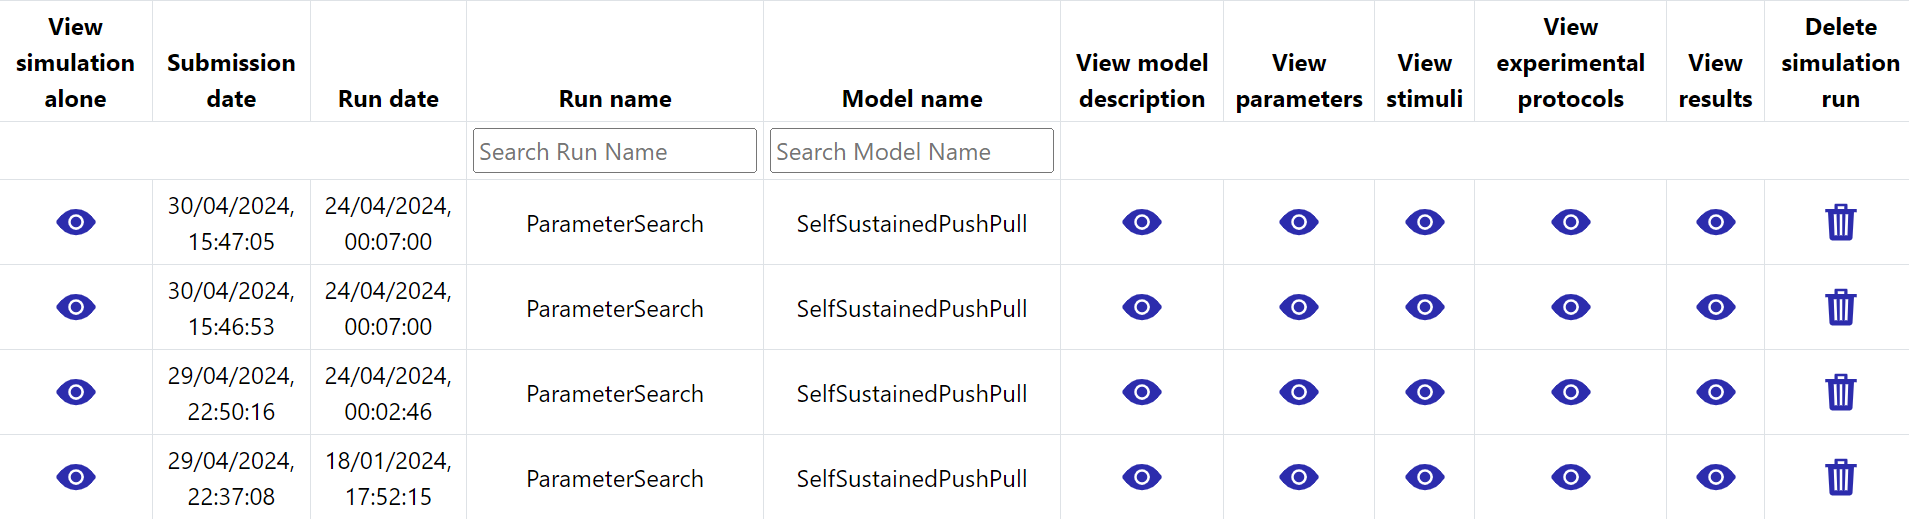 View simulation alone
Submission date
Run date
Run name
Model name
View model description
View parameters
View stimuli
View experimental protocols
View results
Delete simulation run
Search Run Name
Search Model Name
30/04/2024, 15:47:05
24/04/2024, 00:07:00
ParameterSearch
SelfSustainedPushPull
30/04/2024, 15:46:53
24/04/2024, 00:07:00
ParameterSearch
SelfSustainedPushPull
29/04/2024, 22:50:16
24/04/2024, 00:02:46
ParameterSearch
SelfSustainedPushPull
29/04/2024, 22:37:08
18/01/2024, 17:52:15
ParameterSearch
SelfSustainedPushPull